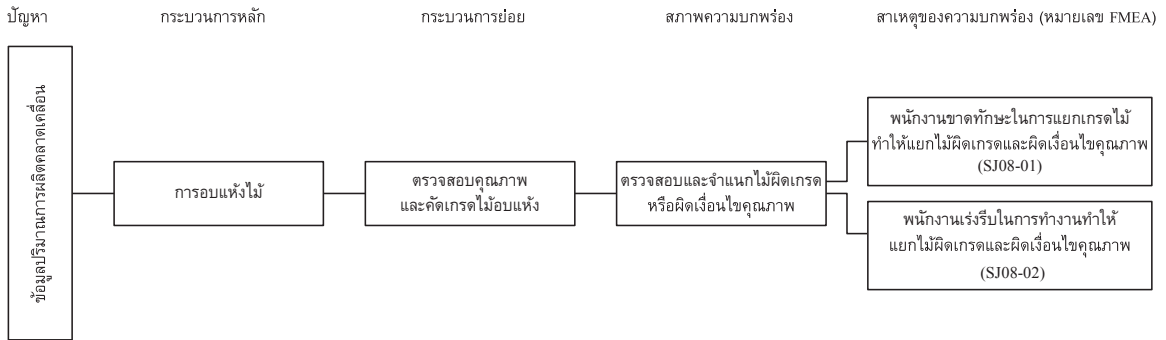 ปัญหา
กระบวนการหลัก
กระบวนการย่อย
สภาพความบกพร่อง
สาเหตุของความบกพร่อง (หมายเลข FMEA)
ข้อมูลปริมาณการผลิตคลาดเคลื่อน
การอบแห้งไม้
ตรวจสอบคุณภาพ
และคัดเกรดไม้อบแห้ง
ตรวจสอบและจำแนกไม้ผิดเกรด
หรือผิดเงื่อนไขคุณภาพ
พนักงานขาดทักษะในการแยกเกรดไม้
ทำให้แยกไม้ผิดเกรดและผิดเงื่อนไขคุณภาพ
(SJ08-01)
พนักงานเร่งรีบในการทำงานทำให้
แยกไม้ผิดเกรดและผิดเงื่อนไขคุณภาพ
(SJ08-02)